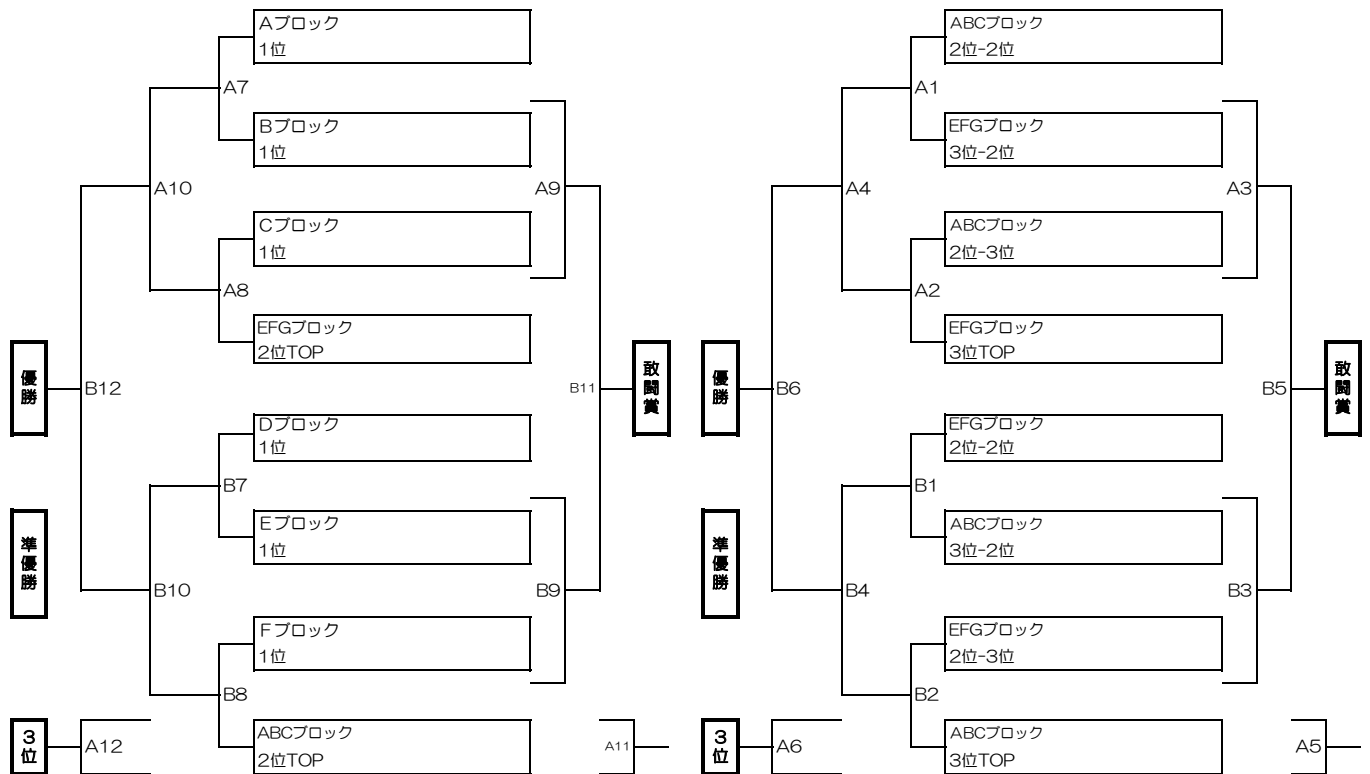 Aブロック
1位
A7
Bブロック
1位
A10
A9
Cブロック
1位
A8
EFGブロック
2位TOP
優勝
B12
B11
敢闘賞
Dブロック
1位
B7
Eブロック
1位
準優勝
B10
B9
Fブロック
1位
B8
3位
A12
ABCブロック
2位TOP
A11
ABCブロック
2位-2位
A1
EFGブロック
3位-2位
A4
A3
ABCブロック
2位-3位
A2
EFGブロック
3位TOP
優勝
B6
B5
敢闘賞
EFGブロック
2位-2位
B1
ABCブロック
3位-2位
準優勝
B4
B3
EFGブロック
2位-3位
B2
3位
A6
ABCブロック
3位TOP
A5